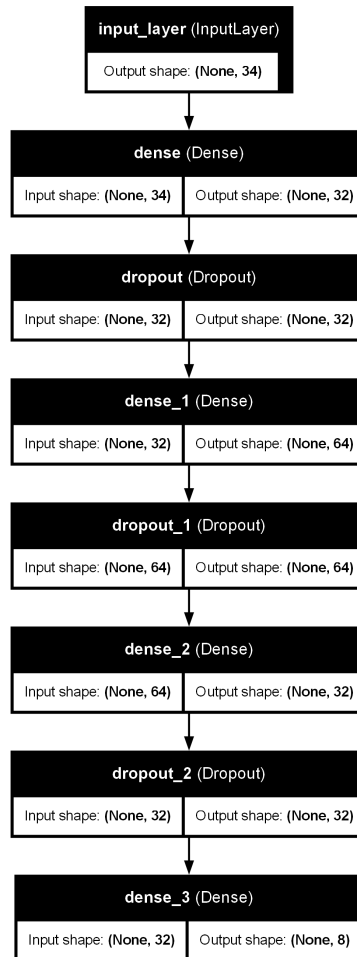 input_layer (InputLayer)
Output shape: (None, 34)
dense (Dense)
Input shape: (None, 34) Output shape: (None, 32)
dropout (Dropout)
Input shape: (None, 32) Output shape: (None, 32)
dense_1 (Dense)
Input shape: (None, 32) Output shape: (None, 64)
dropout_1 (Dropout)
Input shape: (None, 64) Output shape: (None, 64)
dense_2 (Dense)
Input shape: (None, 64) Output shape: (None, 32)
dropout_2 (Dropout)
Input shape: (None, 32) Output shape: (None, 32)
dense_3 (Dense)
Input shape: (None, 32) Output shape: (None, 8)